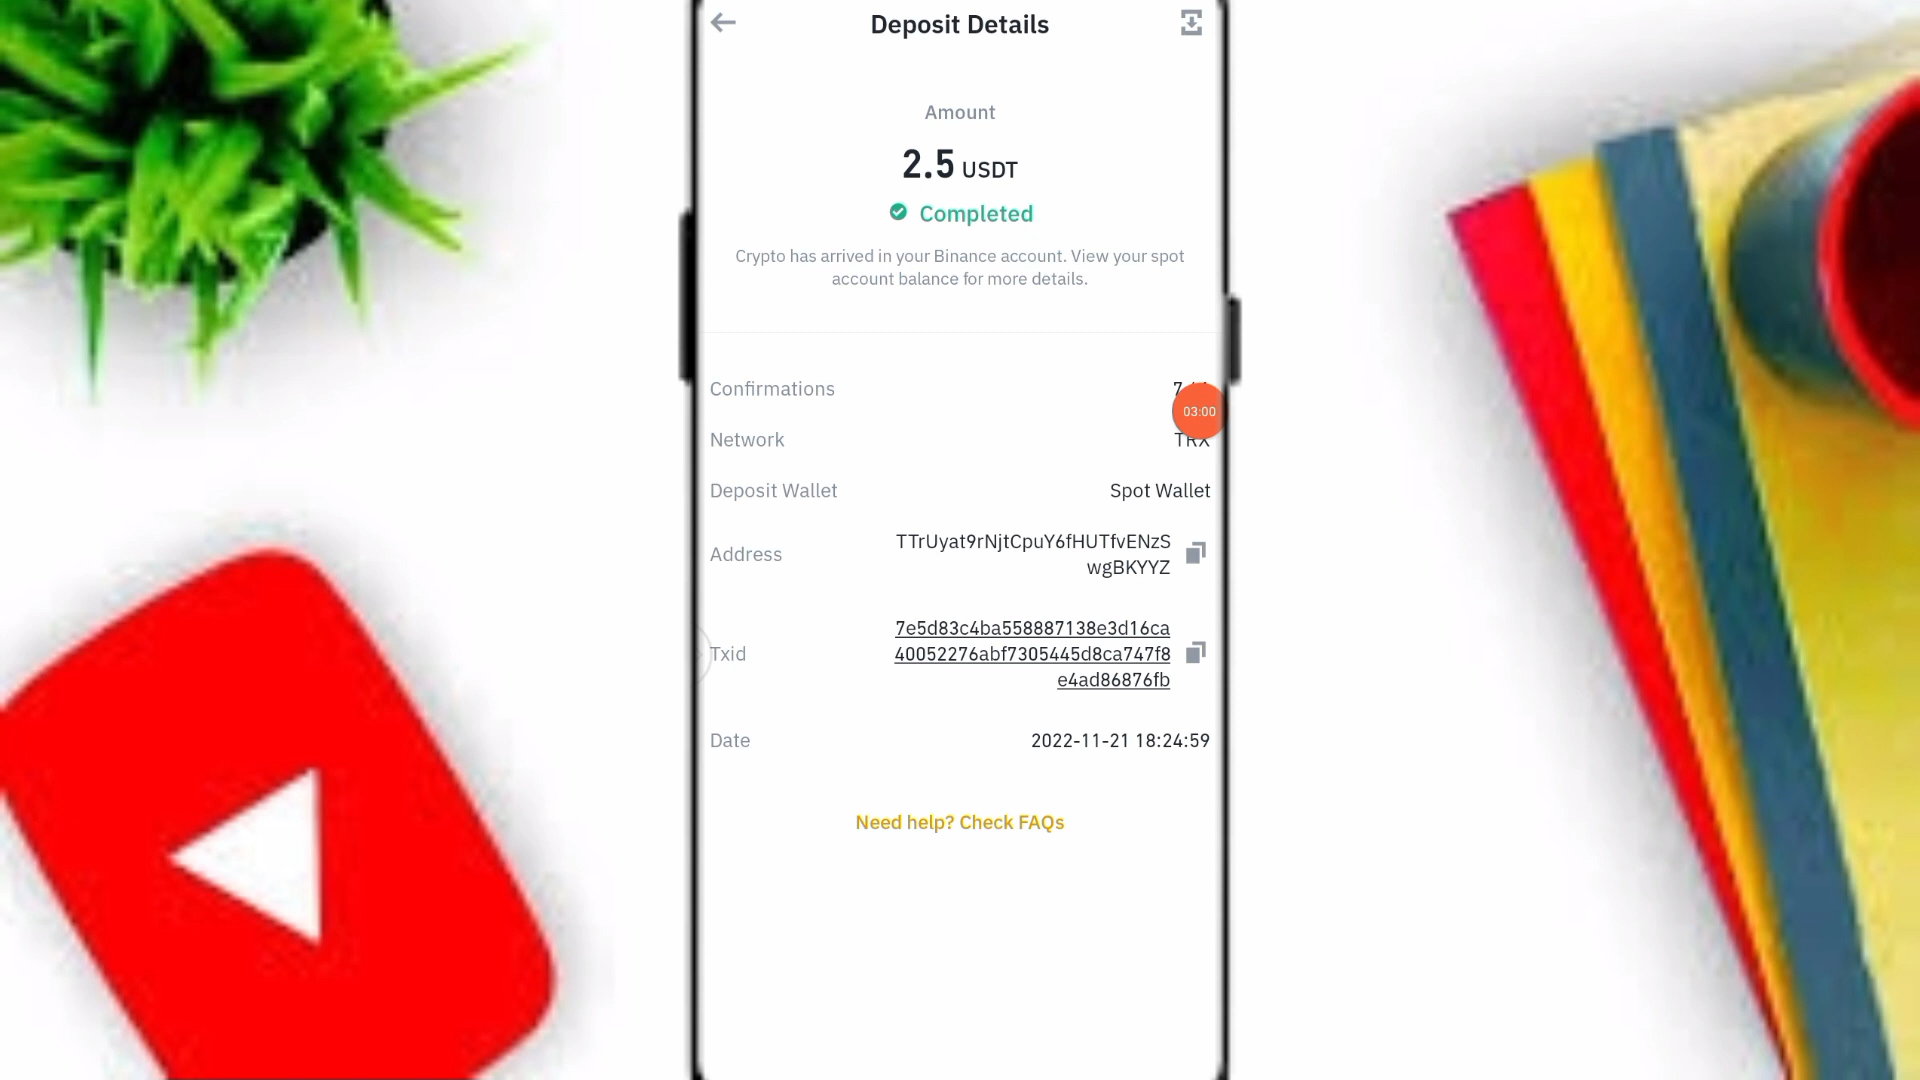 Deposit Details
Amount
2.5 USDT
Completed
Crypto has arrived in your Binance account. View your spot
account balance for more details.
Confirmations
03:00
Network TRX
Deposit Wallet Spot Wallet
Address TTrUyat9rNjtCpuY6fHUTfvENzS
wgBKYYZ
7e5d83c4ba558887138e3d16ca
Txid 40052276abf7305445d8ca747f8
e4ad86876fb
Date 2022-11-21 18:24:59
Need help? Check FAQs